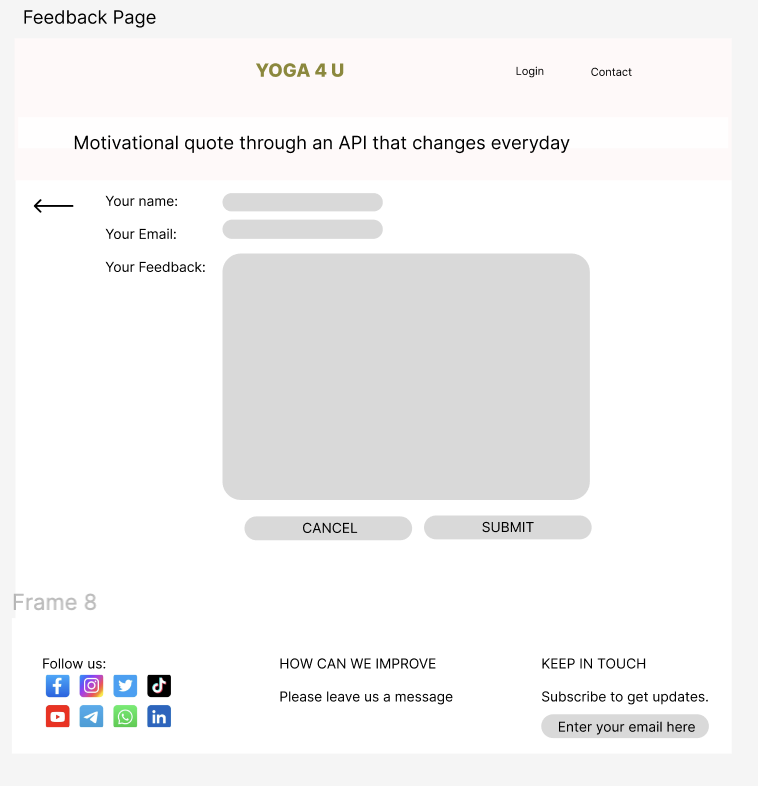 Feedback Page
YOGA 4 U
Login
Contact
Motivational quote through an API that changes everyday
Your name:
Your Email:
Your Feedback:
CANCEL
SUBMIT
Frame 8
Follow us:
HOW CAN WE IMPROVE
Please leave us a message
KEEP IN TOUCH
Subscribe to get updates.
Enter your email here